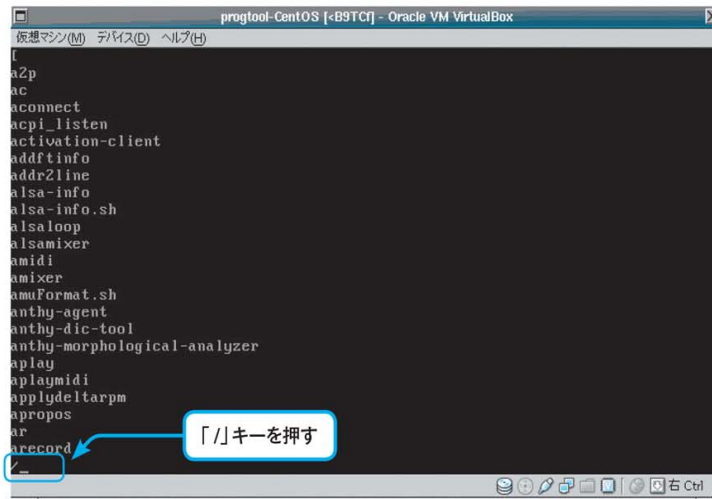 progtool-CentOS [<B9TCf] - Oracle VM VirtualBox
仮想マシン(M) デバイス(D) ヘルプ(H)
[
a2p
ac
aconnect
acpi_listen
activation-client
addftinfo
addr2line
alsa-info
alsa-info.sh
alsaloop
alsamixer
amidi
amixer
amuFormat.sh
anthy-agent
anthy-dic-tool
anthy-morphological-analyzer
aplay
aplaymidi
applydeltarpm
apropos
ar
arecord
「/」キーを押す
/_
右 Ctrl